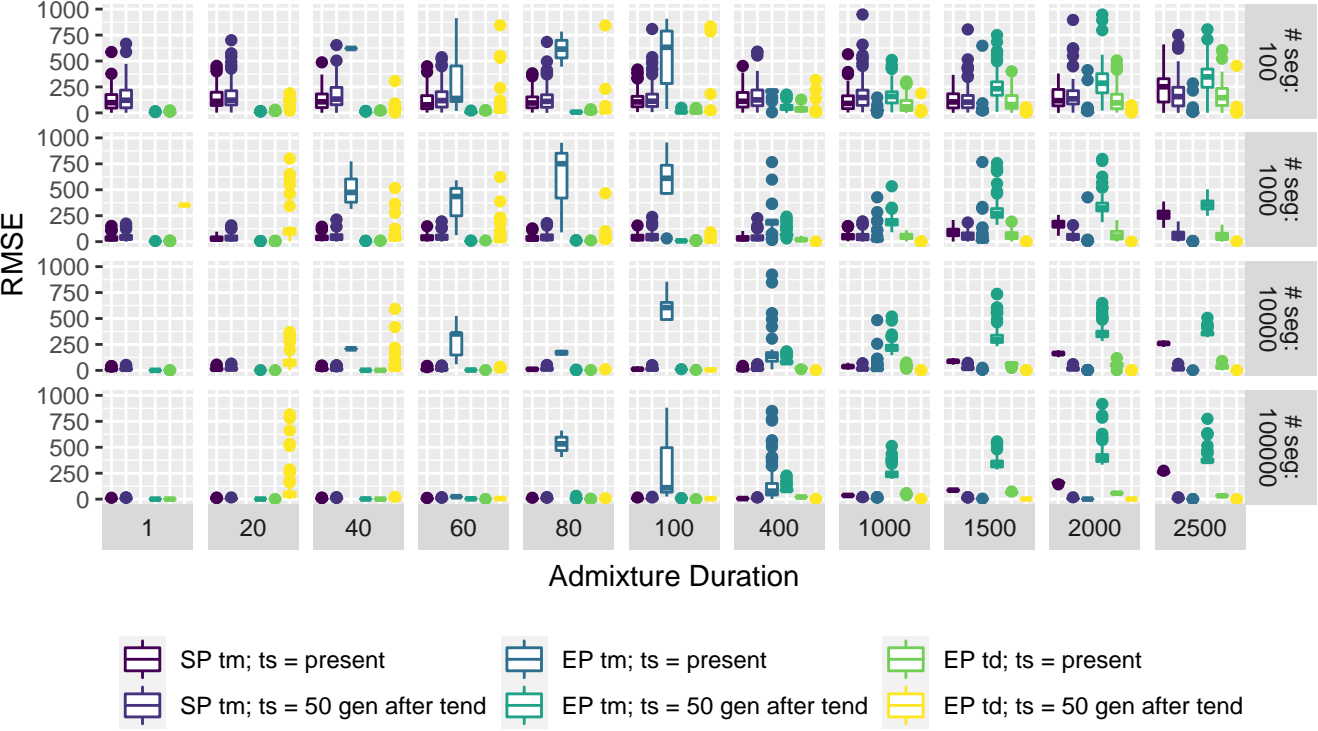 RMSE
1000
750
500
250
0
# seg:
100
1000
750
500
250
0
# seg:
1000
1000
750
500
250
0
# seg:
10000
1000
750
500
250
0
# seg:
100000
1 20 40 60 80 100 400 1000 1500 2000 2500
Admixture Duration
SP tm; ts = present EP tm; ts = present EP td; ts = present
SP tm; ts = 50 gen after tend EP tm; ts = 50 gen after tend EP td; ts = 50 gen after tend